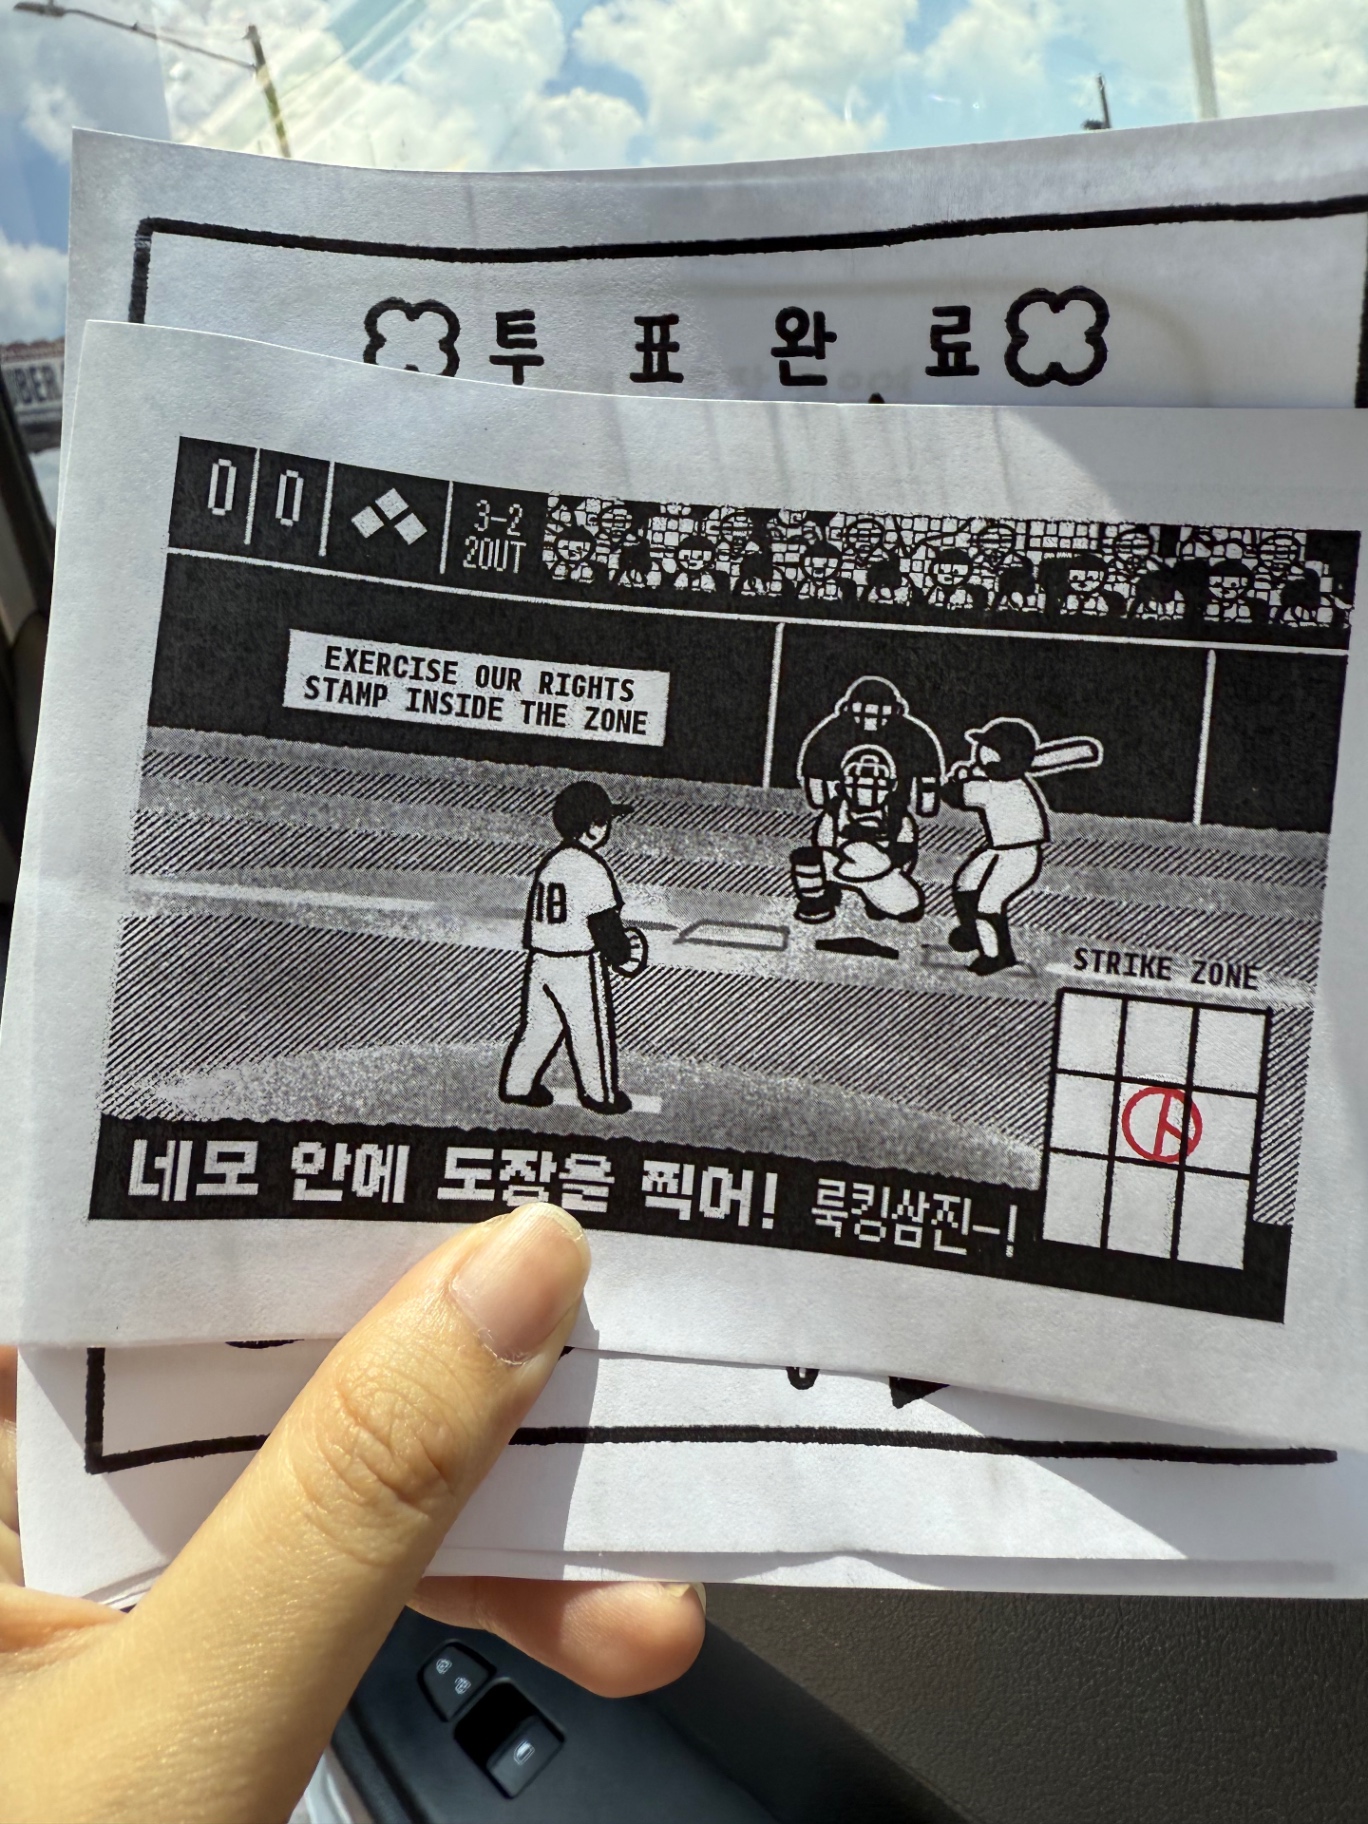 투 표 완 료
0 0
3-2
2OUT
EXERCISE OUR RIGHTS
STAMP INSIDE THE ZONE
18
STRIKE ZONE
네모 안에 도장을 찍어! 룩킹삼진-!